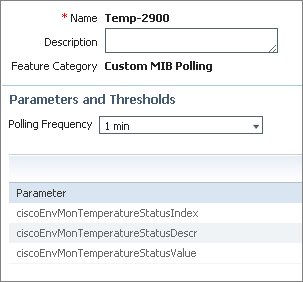 * Name Temp-2900
Description
Feature Category Custom MIB Polling
Parameters and Thresholds
Polling Frequency 1 min
Parameter
ciscoEnvMonTemperatureStatusIndex
ciscoEnvMonTemperatureStatusDescr
ciscoEnvMonTemperatureStatusValue